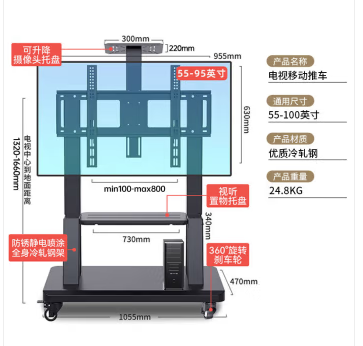 300mm
可升降
摄像头托盘
220mm
955mm
55-95英寸
630mm
电视中心到地面距离
1320-1660mm
min100-max800
视听
置物托盘
730mm
340mm
防锈静电喷涂
全身冷轧钢架
360°旋转
刹车轮
470mm
1055mm
产品名称
电视移动推车
通用尺寸
55-100英寸
产品材质
优质冷轧钢
产品重量
24.8KG